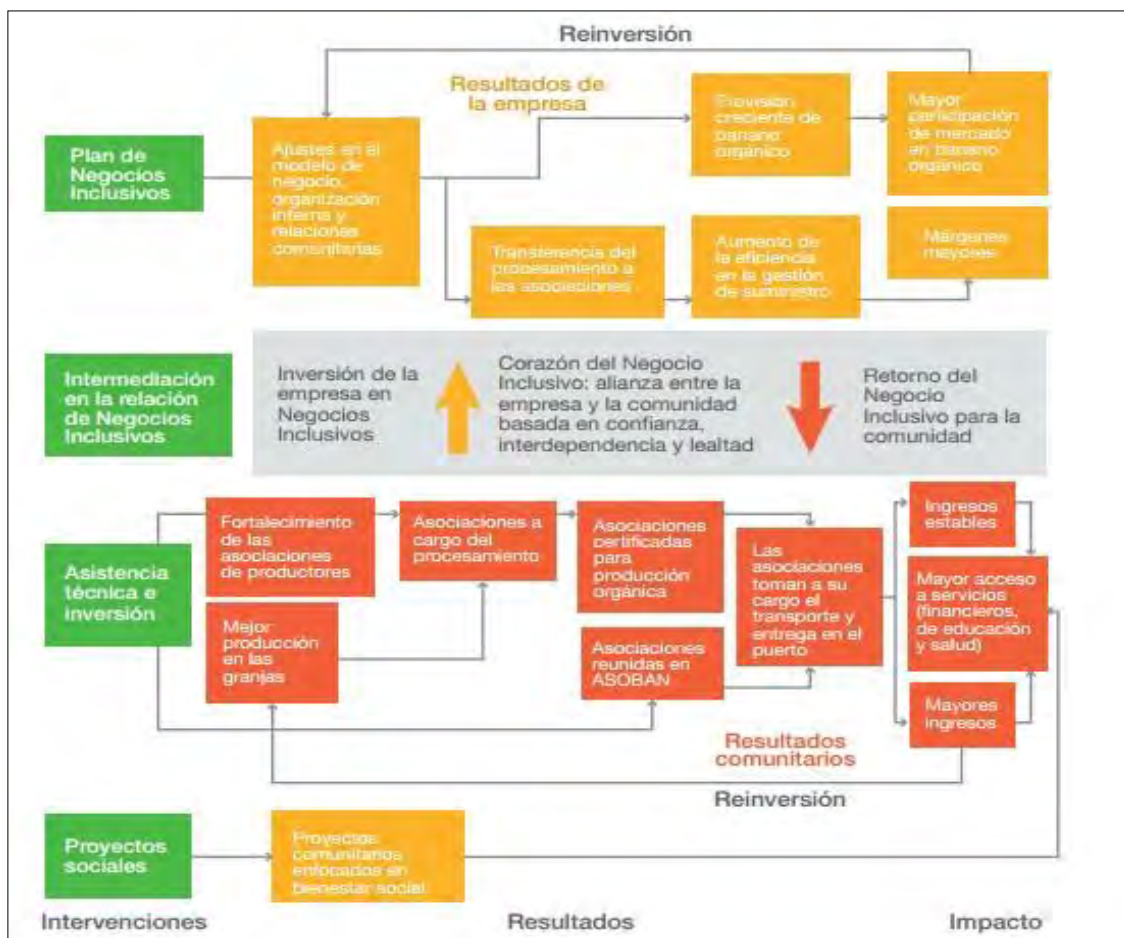 Reinversión
Resultados de
la empresa
Plan de
Negocios
Inclusivos
Ajustes en el
modelo de
negocio,
organización
interna y
relaciones
comunitarias
Provisión
creciente de
banano
orgánico
Mayor
participación
de mercado
en banano
orgánico
Transferencia del
procesamiento a
las asociaciones
Aumento de
la eficiencia
en la gestión
de suministro
Márgenes
mayores
Intermediación
en la relación
de Negocios
Inclusivos
Inversión de la
empresa en
Negocios
Inclusivos
Corazón del Negocio
Inclusivo: alianza entre la
empresa y la comunidad
basada en confianza,
interdependencia y lealtad
Retorno del
Negocio
Inclusivo para la
comunidad
Asistencia
técnica e
inversión
Fortalecimiento
de las
asociaciones
de productores
Asociaciones a
cargo del
procesamiento
Asociaciones
certificadas
para
producción
orgánica
Las
asociaciones
toman a su
cargo el
transporte y
entrega en el
puerto
Ingresos
estables
Mayor acceso
a servicios
(financieros,
de educación
y salud)
Mejor
producción
en las
granjas
Asociaciones
reunidas en
ASOBAN
Mayores
ingresos
Resultados
comunitarios
Reinversión
Proyectos
sociales
Proyectos
comunitarios
enfocados en
bienestar social
Intervenciones
Resultados
Impacto